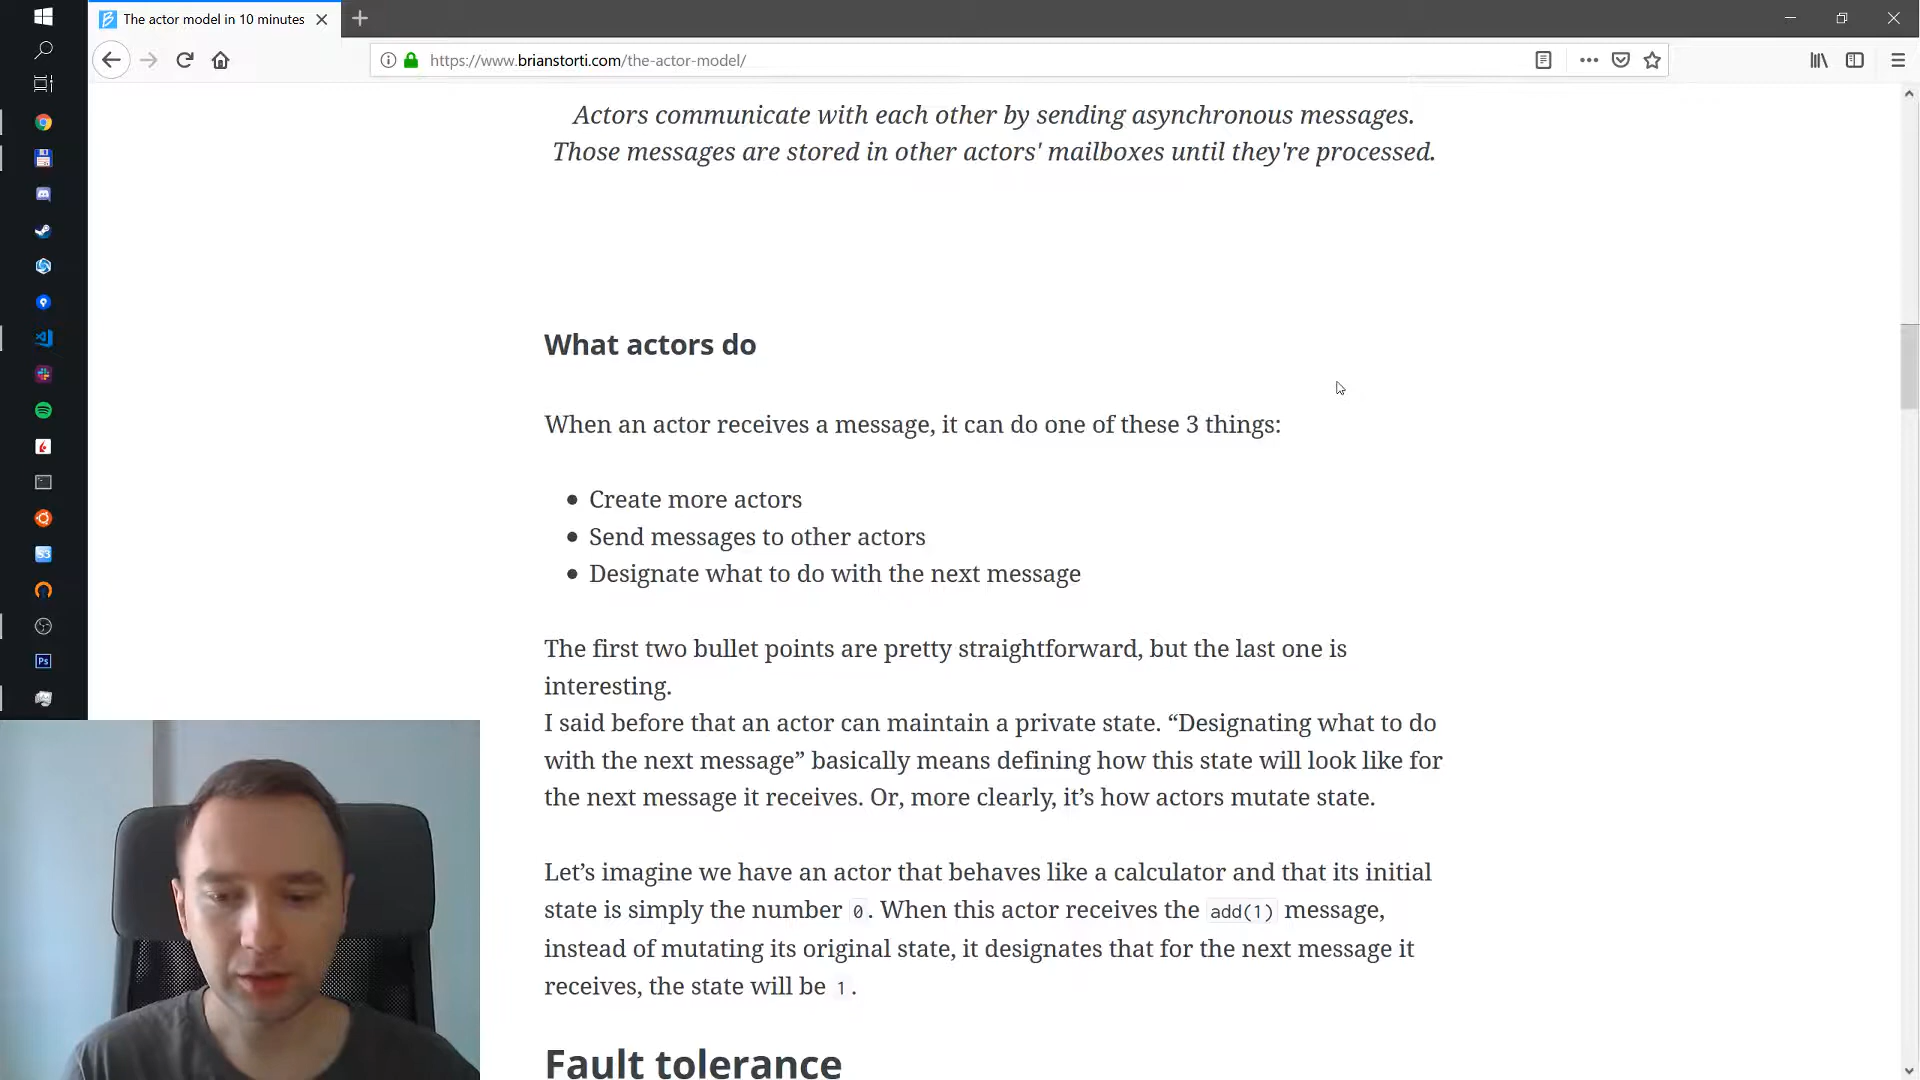 The actor model in 10 minutes
https://www.brianstorti.com/the-actor-model/
Actors communicate with each other by sending asynchronous messages.
Those messages are stored in other actors' mailboxes until they're processed.
What actors do
When an actor receives a message, it can do one of these 3 things:
Create more actors
Send messages to other actors
Designate what to do with the next message
The first two bullet points are pretty straightforward, but the last one is
interesting.
I said before that an actor can maintain a private state. “Designating what to do
with the next message” basically means defining how this state will look like for
the next message it receives. Or, more clearly, it’s how actors mutate state.
Let’s imagine we have an actor that behaves like a calculator and that its initial
state is simply the number 0. When this actor receives the add(1) message,
instead of mutating its original state, it designates that for the next message it
receives, the state will be 1.
Fault tolerance
S3
Ps